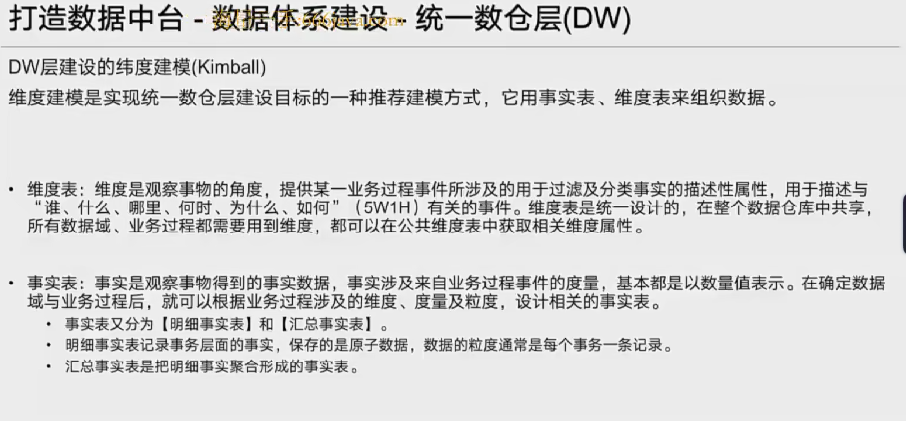 打造数据中台 - 数据体系建设 - 统一数仓层(DW)
DW层建设的纬度建模(Kimball)
维度建模是实现统一数仓层建设目标的一种推荐建模方式，它用事实表、维度表来组织数据。
• 维度表：维度是观察事物的角度，提供某一业务过程事件所涉及的用于过滤及分类事实的描述性属性，用于描述与
“谁、什么、哪里、何时、为什么、如何”（5W1H）有关的事件。维度表是统一设计的，在整个数据仓库中共享，
所有数据域、业务过程都需要用到维度，都可以在公共维度表中获取相关维度属性。
• 事实表：事实是观察事物得到的事实数据，事实涉及来自业务过程事件的度量，基本都是以数量值表示。在确定数据
域与业务过程后，就可以根据业务过程涉及的维度、度量及粒度，设计相关的事实表。
• 事实表又分为【明细事实表】和【汇总事实表】。
• 明细事实表记录事务层面的事实，保存的是原子数据，数据的粒度通常是每个事务一条记录。
• 汇总事实表是把明细事实聚合形成的事实表。